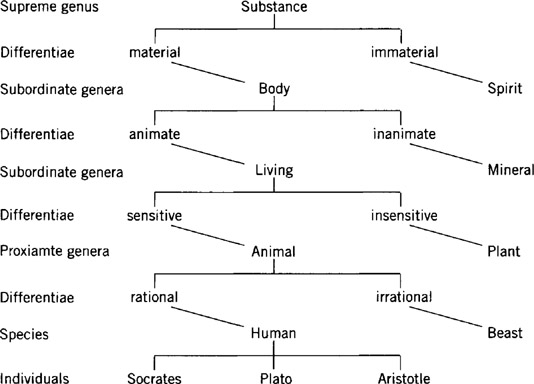 Supreme genus Substance
Differentiae material immaterial
Subordinate genera Body Spirit
Differentiae animate inanimate
Subordinate genera Living Mineral
Differentiae sensitive insensitive
Proxiamte genera Animal Plant
Differentiae rational irrational
Species Human Beast
Individuals Socrates Plato Aristotle